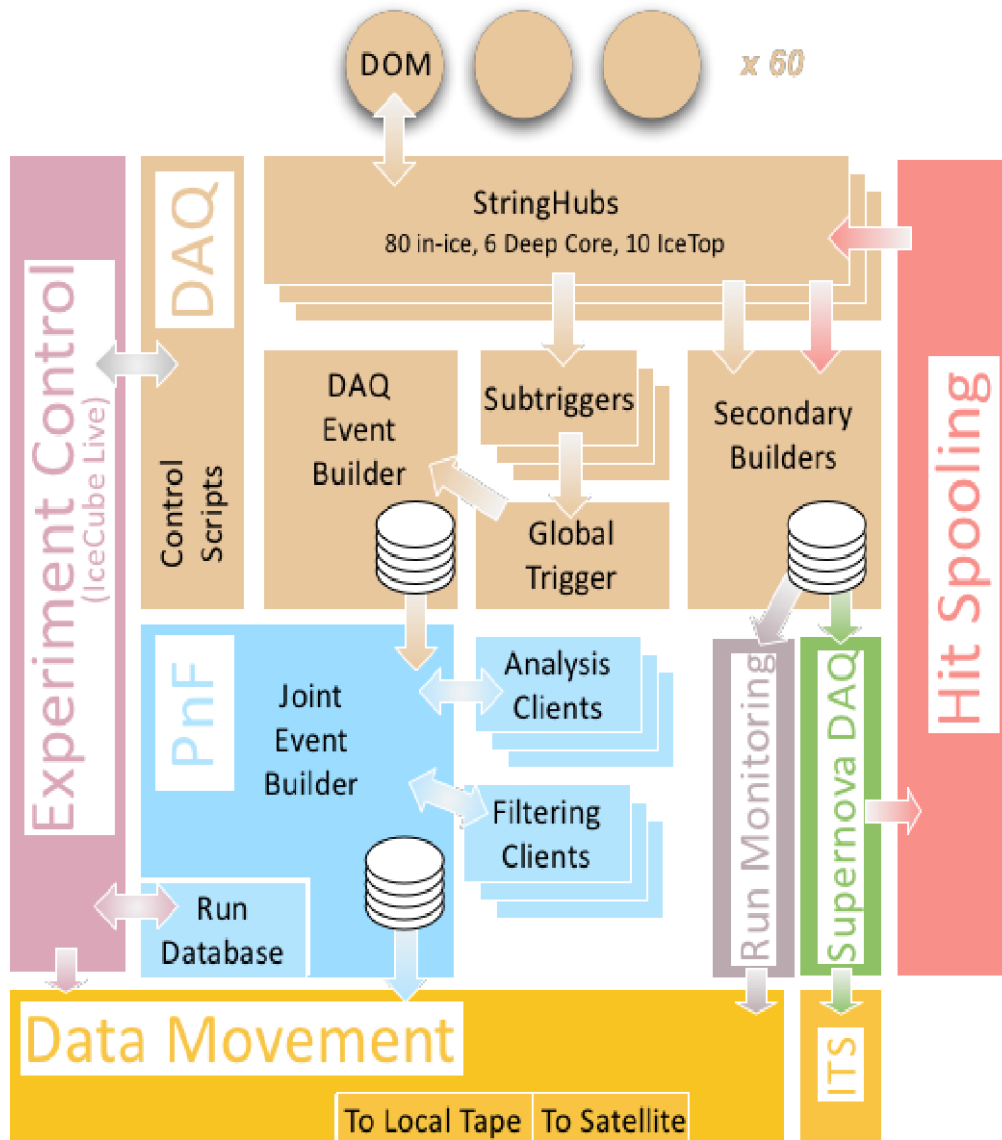 DOM
x 60
StringHubs
80 in-ice, 6 Deep Core, 10 IceTop
Experiment Control
(IceCube Live)
DAQ
Control
Scripts
DAQ
Event
Builder
Subtriggers
Global
Trigger
Secondary
Builders
Hit Spooling
PnF
Joint
Event
Builder
Analysis
Clients
Filtering
Clients
Run
Database
Run Monitoring
Supernova DAQ
Data Movement
To Local Tape
To Satellite
ITS